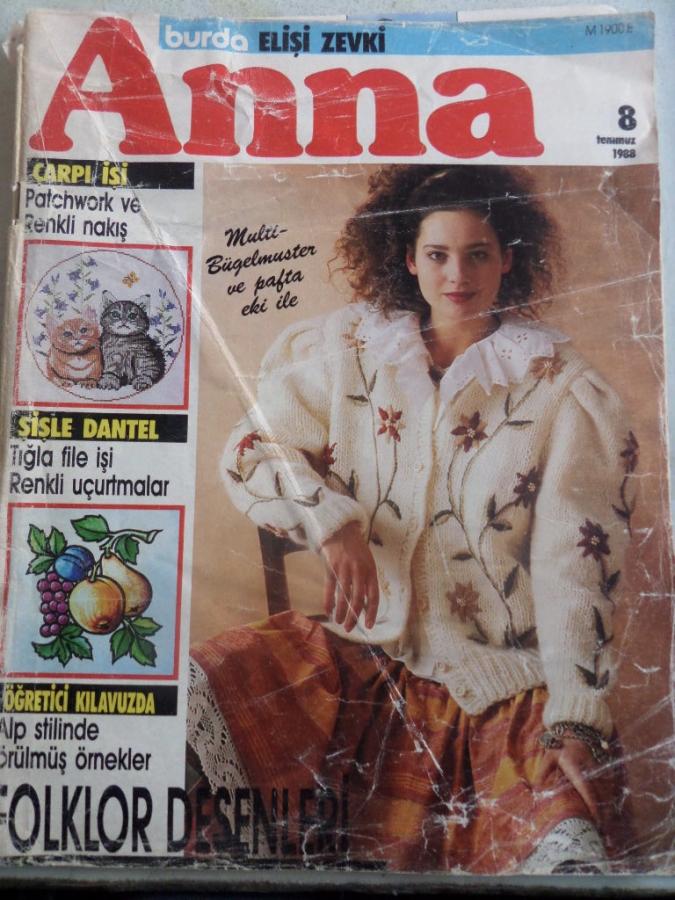 burda ELİŞİ ZEVKİ
M 1900 E
Anna
8
temmuz
1988
ÇARPI İŞİ
Patchwork ve
Renkli nakış
Multi-
Bügelmuster
ve pafta
eki ile
ŞİŞLE DANTEL
Tığla file işi
Renkli uçurtmalar
ÖĞRETİCİ KILAVUZDA
Alp stilinde
örülmüş örnekler
FOLKLOR DESENLERİ